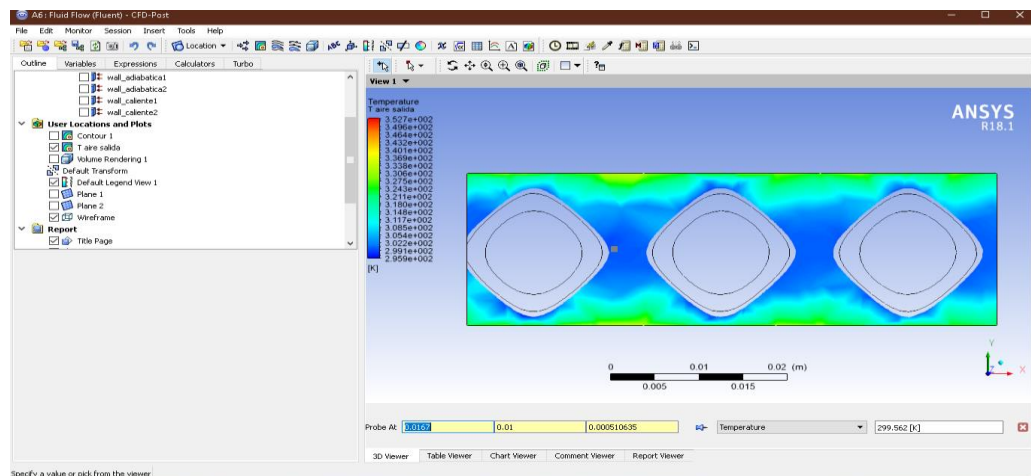 A6 : Fluid Flow (Fluent) - CFD-Post
File Edit Monitor Session Insert Tools Help
Location
Outline Variables Expressions Calculators Turbo
wall_adiabatica1
wall_adiabatica2
wall_caliente1
wall_caliente2
User Locations and Plots
Contour 1
T aire salida
Volume Rendering 1
Default Transform
Default Legend View 1
Plane 1
Plane 2
Wireframe
Report
Title Page
View 1
Temperature
T aire salida
3.527e+002
3.496e+002
3.464e+002
3.432e+002
3.401e+002
3.369e+002
3.338e+002
3.306e+002
3.275e+002
3.243e+002
3.211e+002
3.180e+002
3.148e+002
3.117e+002
3.085e+002
3.054e+002
3.022e+002
2.991e+002
2.959e+002
[K]
ANSYS
R18.1
Y
Z X
0 0.01 0.02 (m)
0.005 0.015
Probe At 0.0167 0.01 0.000510635 Temperature 299.562 [K]
3D Viewer Table Viewer Chart Viewer Comment Viewer Report Viewer
Specify a value or pick from the viewer